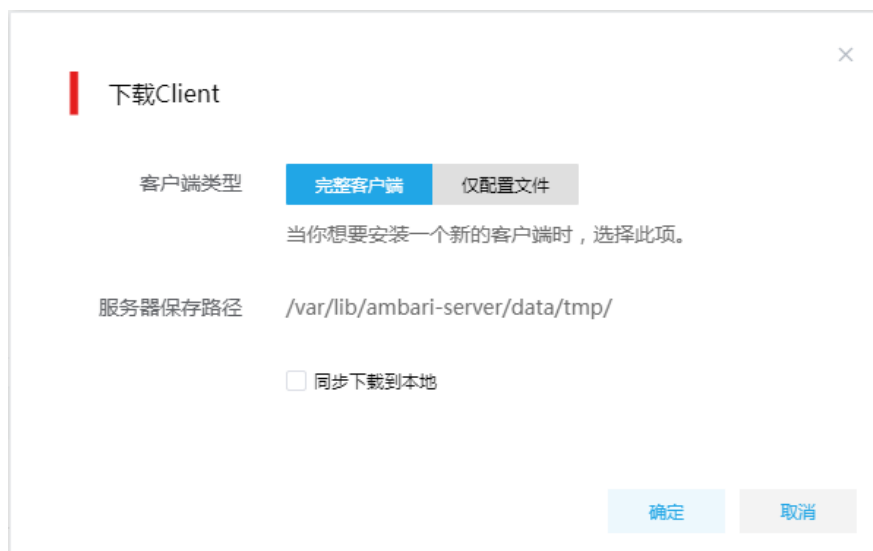 下载Client
客户端类型 完整客户端 仅配置文件
当你想要安装一个新的客户端时，选择此项。
服务器保存路径 /var/lib/ambari-server/data/tmp/
同步下载到本地
确定 取消